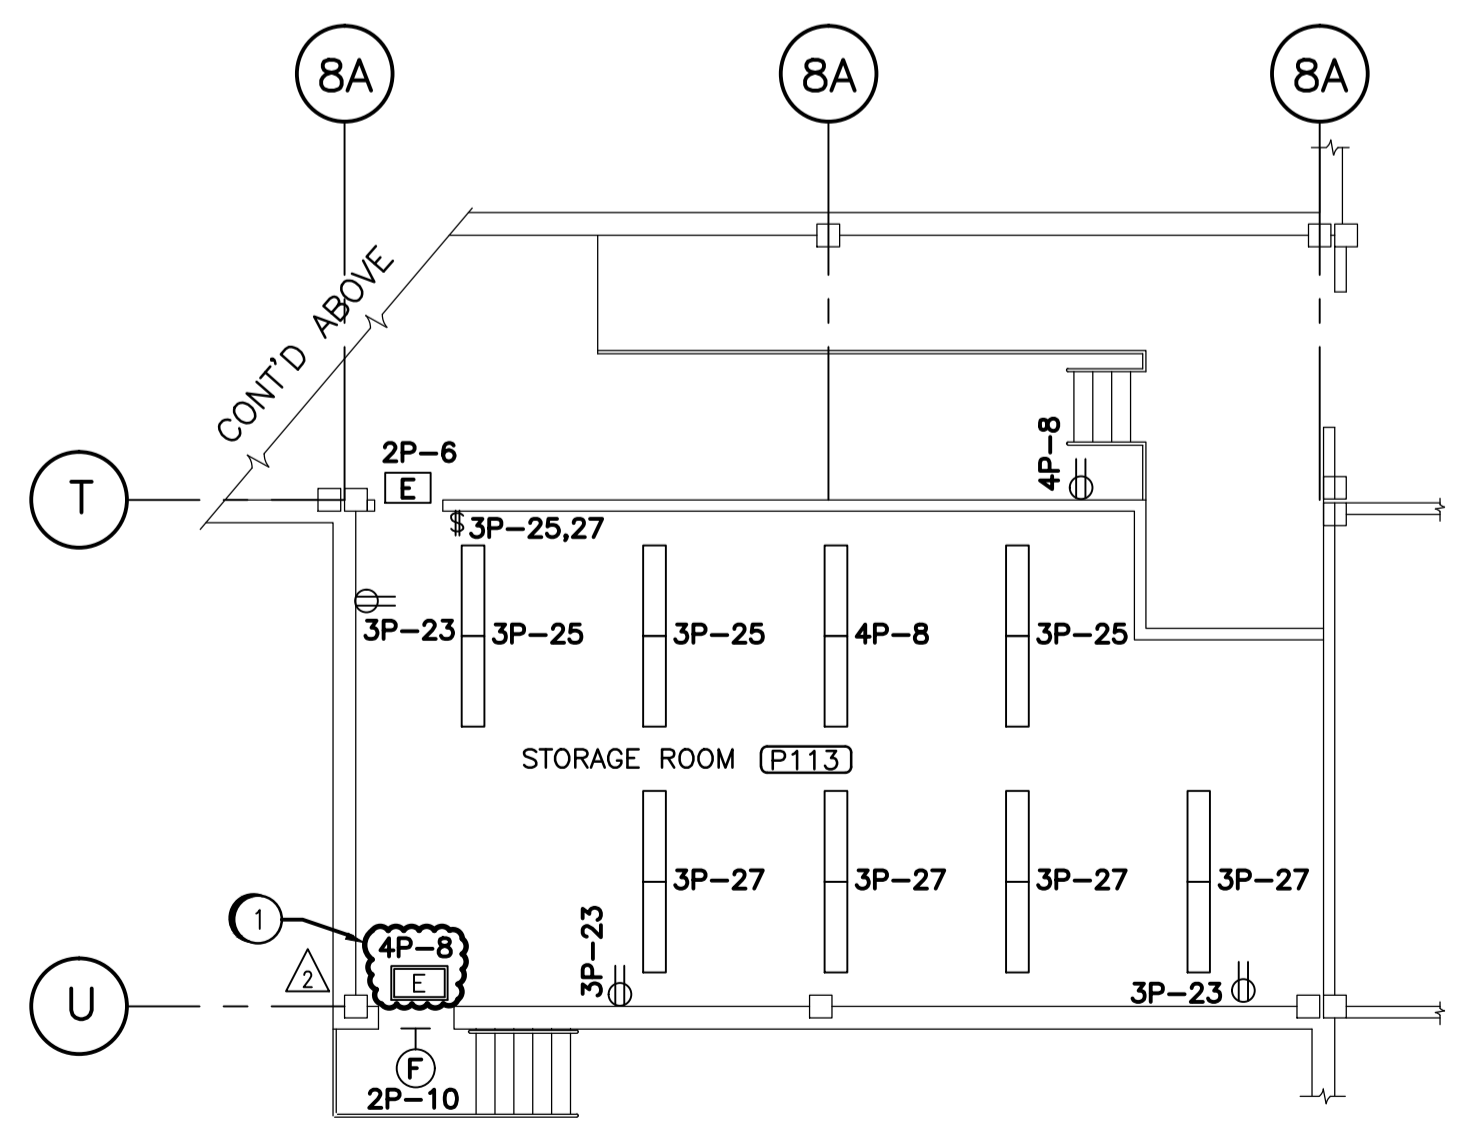 8A
8A
8A
CONT'D ABOVE
2P-6
E
4P-8
T
$
3P-25,27
3P-23
3P-25
3P-25
4P-8
3P-25
STORAGE ROOM P113
3P-27
3P-27
3P-27
3P-27
1
4P-8
E
2
3P-23
3P-23
U
F
2P-10